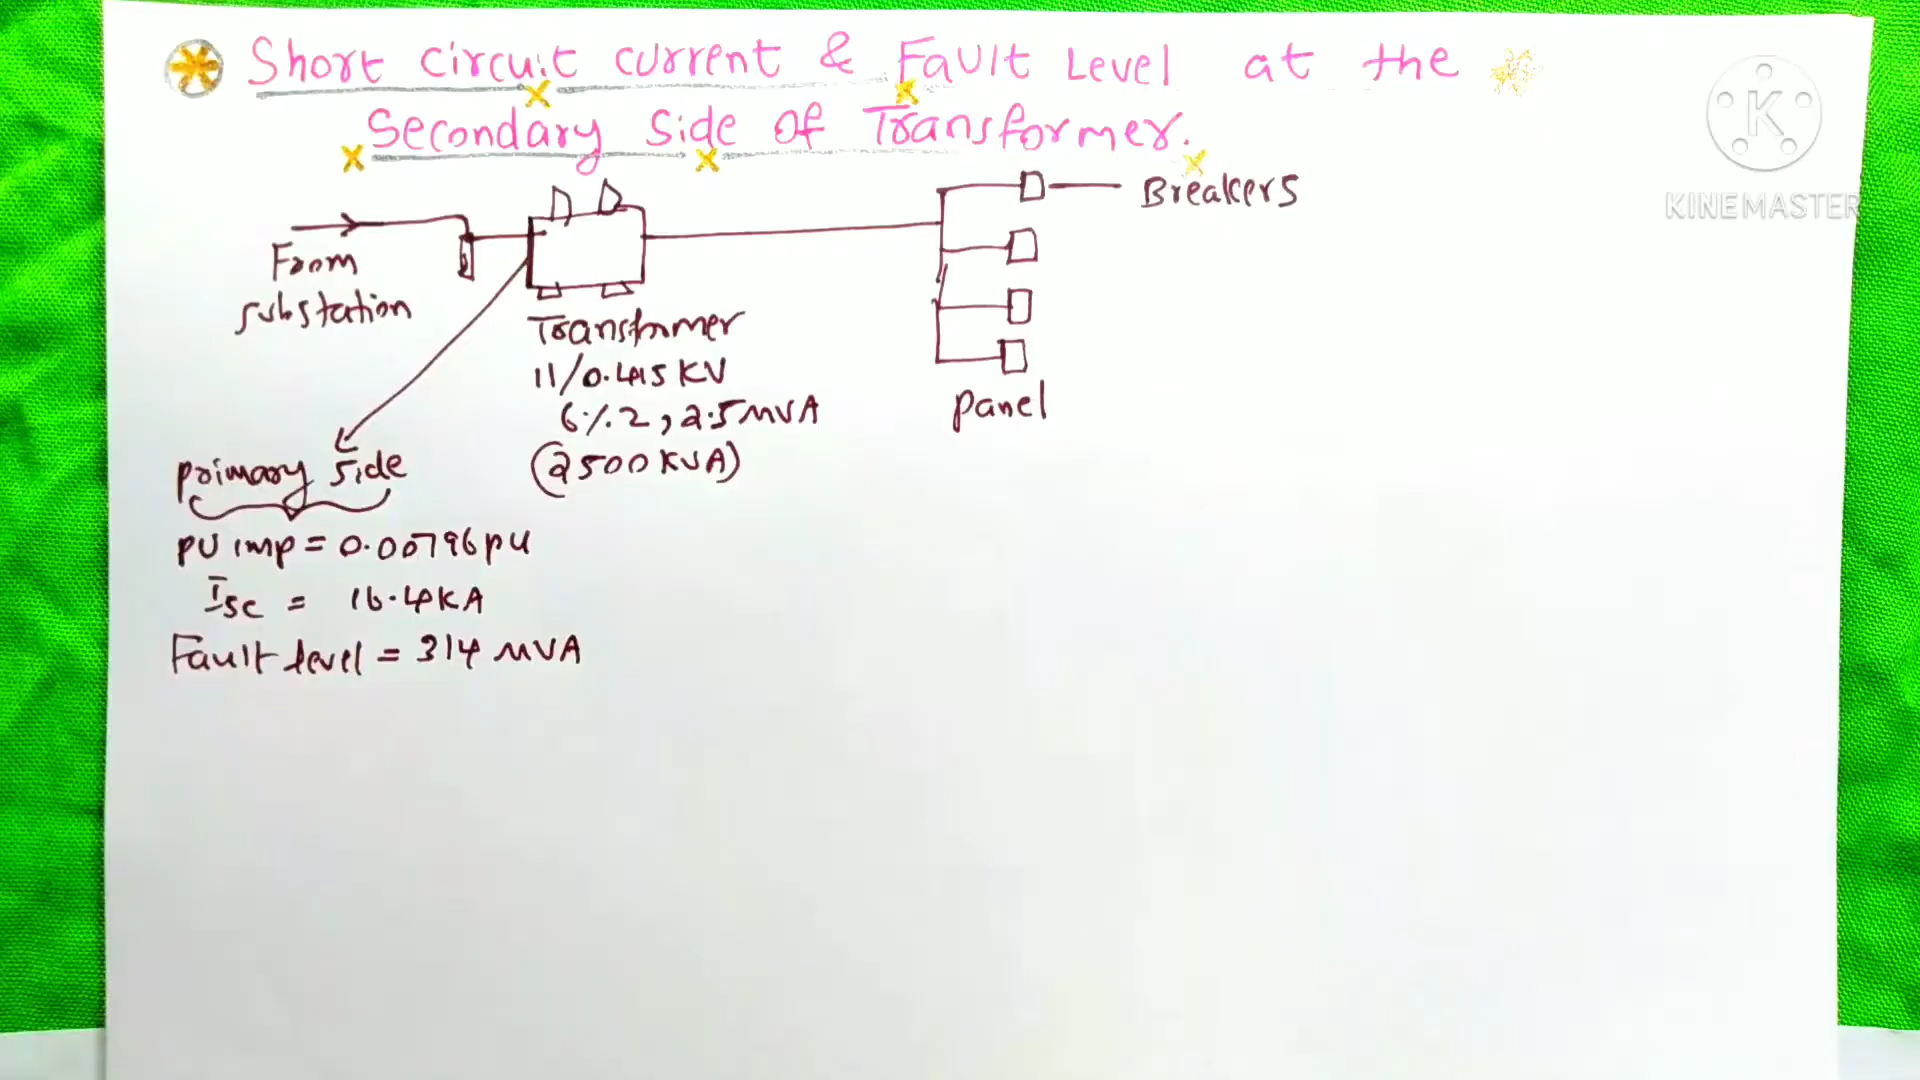 Short circuit current & Fault Level at the
Secondary Side of Transformer.
Breakers
From
substation
Transformer
11/0.415 KV
6%Z, 2.5 MVA
(2500 KVA)
Panel
Primary side
PU imp = 0.00796 pu
Isc = 16.4KA
Fault level = 314 MVA
K
KINEMASTER